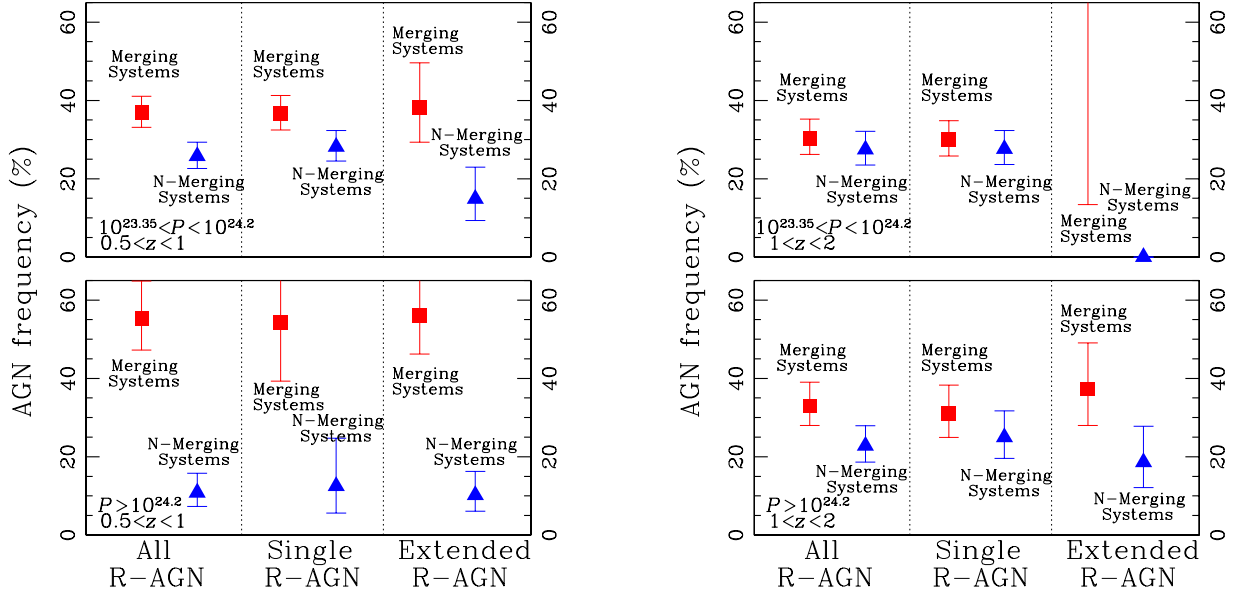 AGN frequency (%)
60
40
20
0
Merging
Systems
N-Merging
Systems
10^23.35<P<10^24.2
0.5<z<1
Merging
Systems
N-Merging
Systems
Merging
Systems
N-Merging
Systems
60
40
20
0
AGN frequency (%)
60
40
20
0
Merging
Systems
N-Merging
Systems
P>10^24.2
0.5<z<1
Merging
Systems
N-Merging
Systems
Merging
Systems
N-Merging
Systems
60
40
20
0
All
R-AGN
Single
R-AGN
Extended
R-AGN
AGN frequency (%)
60
40
20
0
Merging
Systems
N-Merging
Systems
10^23.35<P<10^24.2
1<z<2
Merging
Systems
N-Merging
Systems
N-Merging
Systems
Merging
Systems
60
40
20
0
AGN frequency (%)
60
40
20
0
Merging
Systems
N-Merging
Systems
P>10^24.2
1<z<2
Merging
Systems
N-Merging
Systems
Merging
Systems
N-Merging
Systems
60
40
20
0
All
R-AGN
Single
R-AGN
Extended
R-AGN